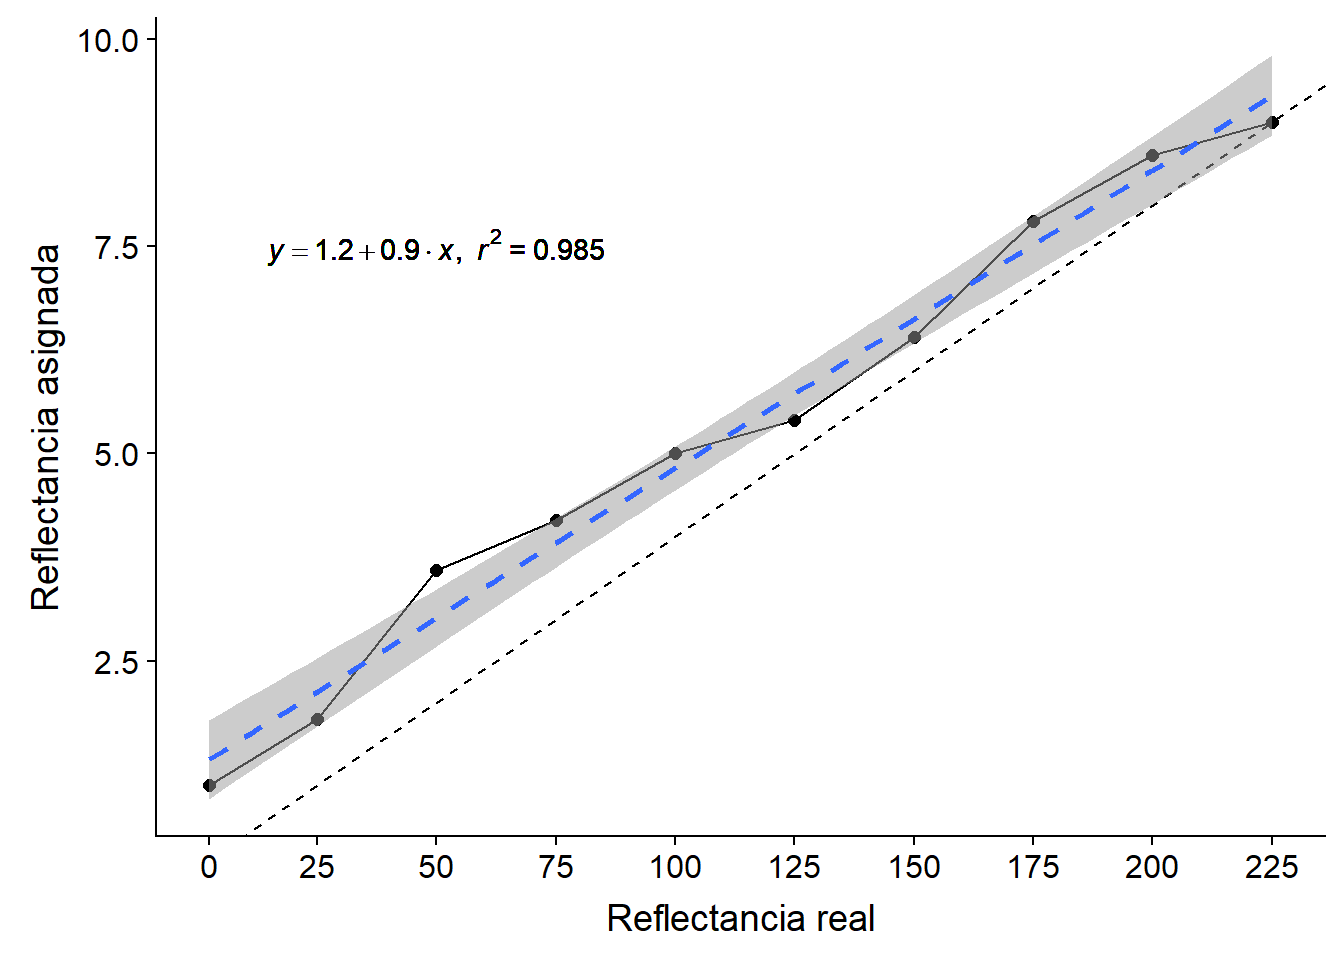 10.0
7.5
5.0
2.5
Reflectancia asignada
y = 1.2 + 0.9 · x, r² = 0.985
0 25 50 75 100 125 150 175 200 225
Reflectancia real